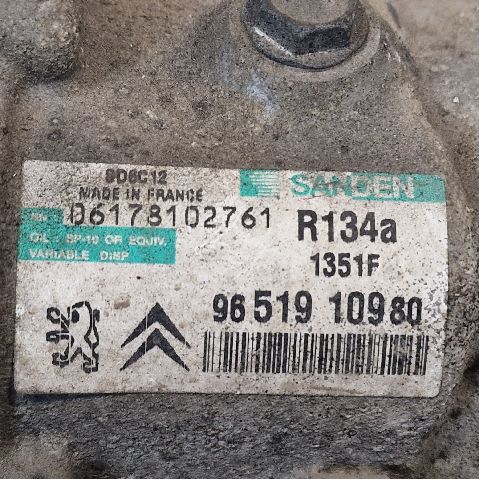 SD6C12
MADE IN FRANCE
SANDEN
D6178102761
R134a
OIL SP-10 OR EQUIV.
VARIABLE DISP
1351F
96 519 109 80